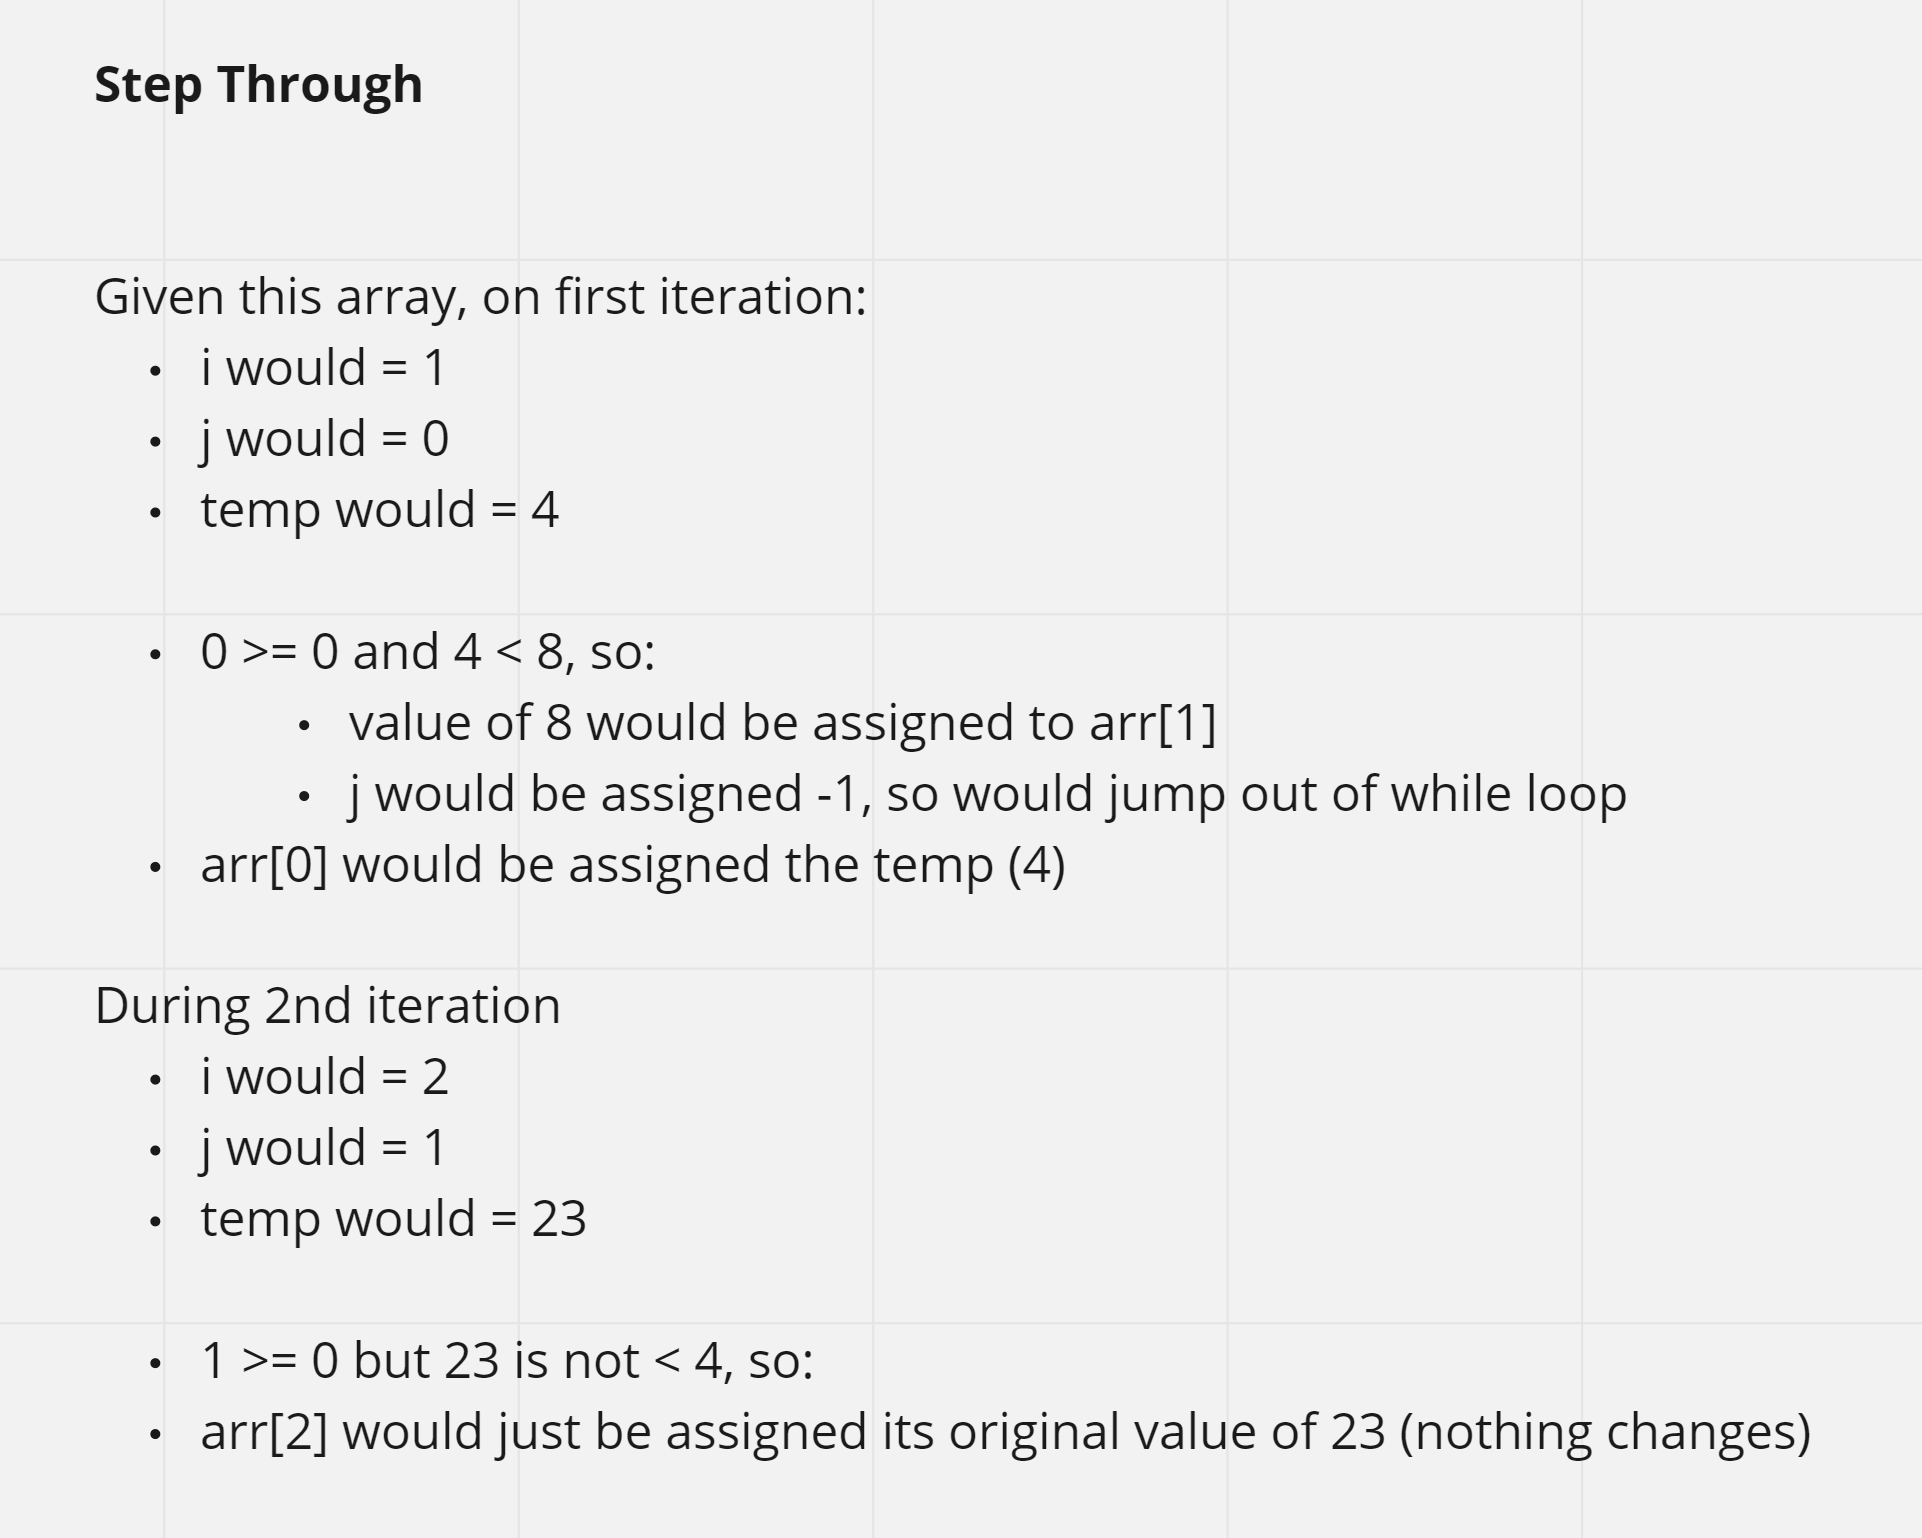 Step Through
Given this array, on first iteration:
• i would = 1
• j would = 0
• temp would = 4
• 0 >= 0 and 4 < 8, so:
• value of 8 would be assigned to arr[1]
• j would be assigned -1, so would jump out of while loop
• arr[0] would be assigned the temp (4)
During 2nd iteration
• i would = 2
• j would = 1
• temp would = 23
• 1 >= 0 but 23 is not < 4, so:
• arr[2] would just be assigned its original value of 23 (nothing changes)